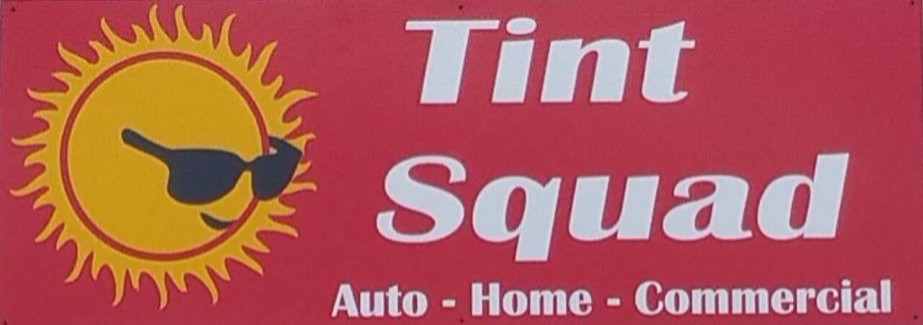 Tint
Squad
Auto - Home - Commercial